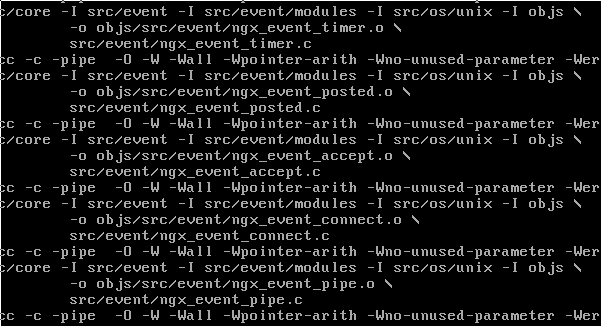 c/core -I src/event -I src/event/modules -I src/os/unix -I objs \
-o objs/src/event/ngx_event_timer.o \
src/event/ngx_event_timer.c
cc -c -pipe -O -W -Wall -Wpointer-arith -Wno-unused-parameter -Wer
c/core -I src/event -I src/event/modules -I src/os/unix -I objs \
-o objs/src/event/ngx_event_posted.o \
src/event/ngx_event_posted.c
cc -c -pipe -O -W -Wall -Wpointer-arith -Wno-unused-parameter -Wer
c/core -I src/event -I src/event/modules -I src/os/unix -I objs \
-o objs/src/event/ngx_event_accept.o \
src/event/ngx_event_accept.c
cc -c -pipe -O -W -Wall -Wpointer-arith -Wno-unused-parameter -Wer
c/core -I src/event -I src/event/modules -I src/os/unix -I objs \
-o objs/src/event/ngx_event_connect.o \
src/event/ngx_event_connect.c
cc -c -pipe -O -W -Wall -Wpointer-arith -Wno-unused-parameter -Wer
c/core -I src/event -I src/event/modules -I src/os/unix -I objs \
-o objs/src/event/ngx_event_pipe.o \
src/event/ngx_event_pipe.c
cc -c -pipe -O -W -Wall -Wpointer-arith -Wno-unused-parameter -Wer